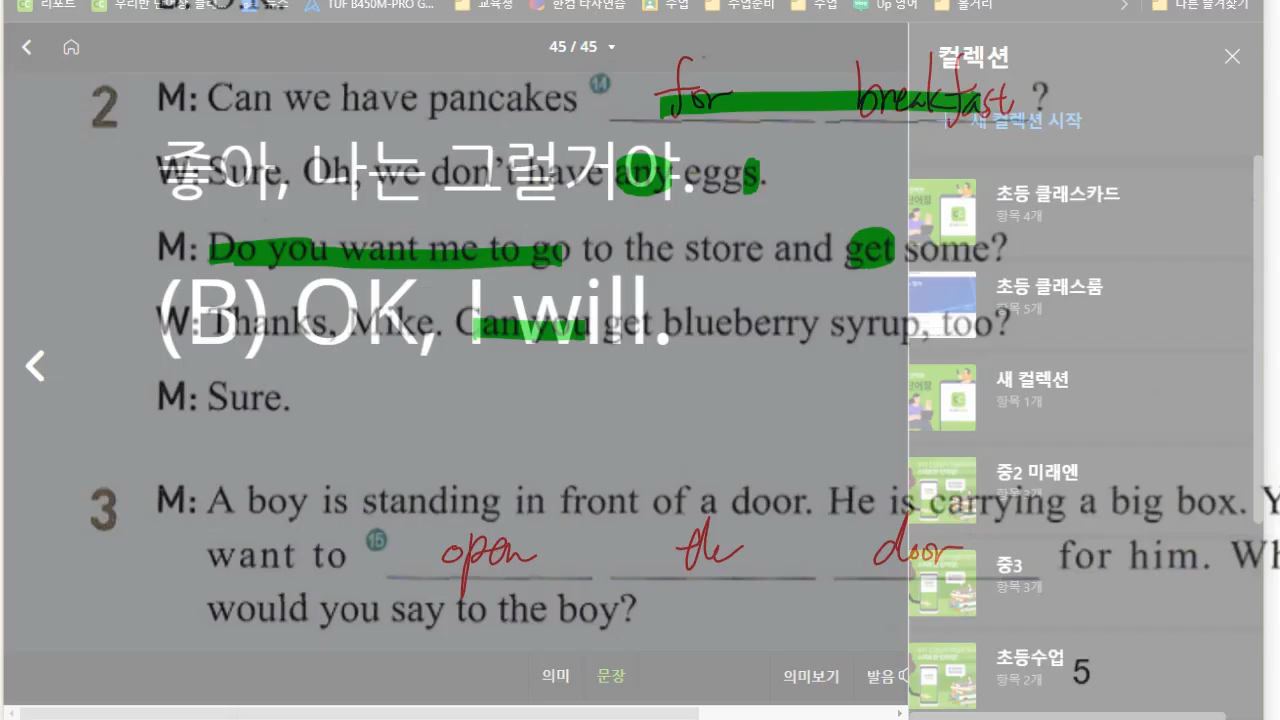 리포트
뉴스
TUF B450M-PRO G...
교육청
한컴 타자연습
수업
수업준비
수업
Up 영어
볼거리
다른 즐겨찾기
45 / 45
컬렉션
새 컬렉션 시작
2 M: Can we have pancakes 14 for breakfast ?
W: Sure. Oh, we don't have any eggs.
좋아, 나는 그럴거야.
M: Do you want me to go to the store and get some?
W: Thanks, Mike. Can you get blueberry syrup, too?
(B) OK, I will.
M: Sure.
3 M: A boy is standing in front of a door. He is carrying a big box.
want to 15 open the door for him.
would you say to the boy?
초등 클래스카드
항목 4개
초등 클래스룸
항목 5개
새 컬렉션
항목 1개
중2 미래엔
항목 2개
중3
항목 3개
초등수업
항목 2개
5
의미
문장
의미보기
발음